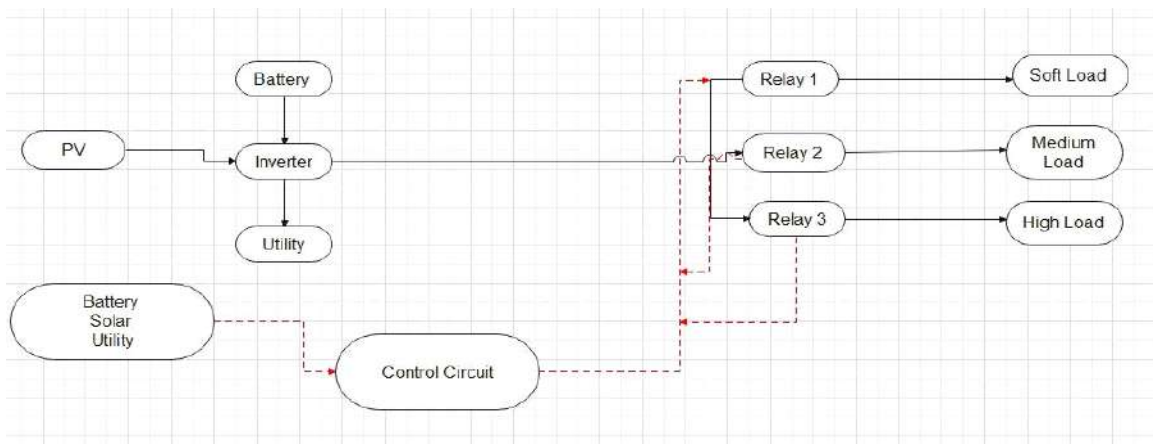 Battery
Relay 1
Soft Load
PV
Inverter
Relay 2
Medium
Load
Relay 3
High Load
Utility
Battery
Solar
Utility
Control Circuit